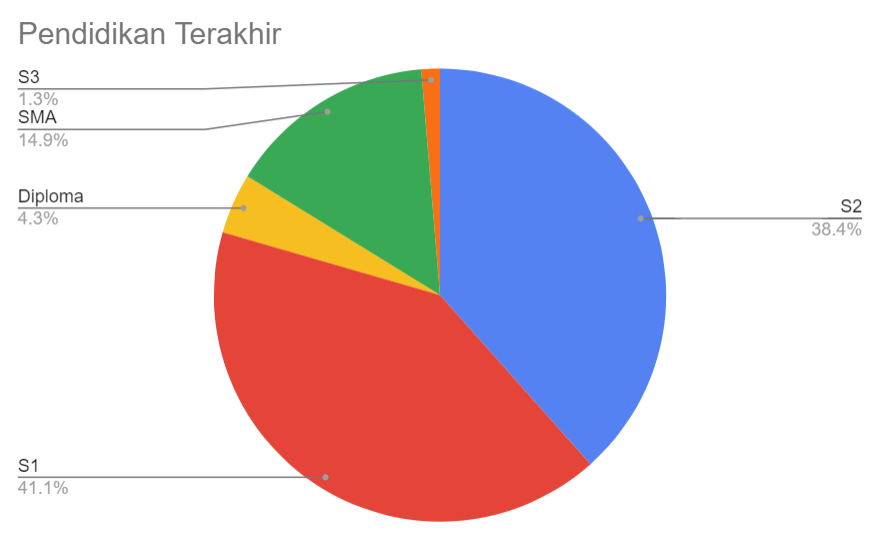 Pendidikan Terakhir
S3
1.3%
SMA
14.9%
Diploma
4.3%
S2
38.4%
S1
41.1%